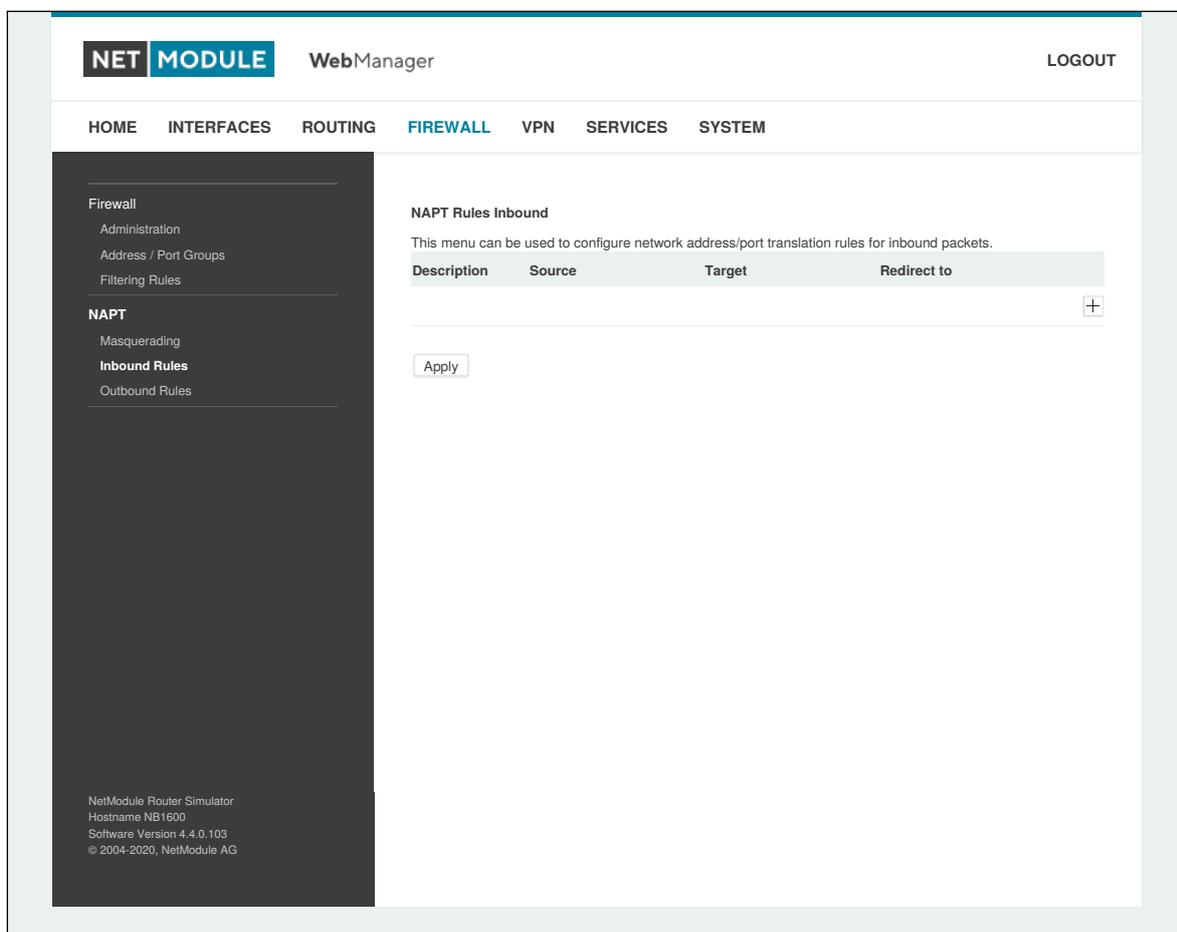 NET MODULE WebManager LOGOUT
HOME INTERFACES ROUTING FIREWALL VPN SERVICES SYSTEM
Firewall
Administration
Address / Port Groups
Filtering Rules
NAPT
Masquerading
Inbound Rules
Outbound Rules
NAPT Rules Inbound
This menu can be used to configure network address/port translation rules for inbound packets.
Description Source Target Redirect to
Apply
NetModule Router Simulator
Hostname NB1600
Software Version 4.4.0.103
© 2004-2020, NetModule AG